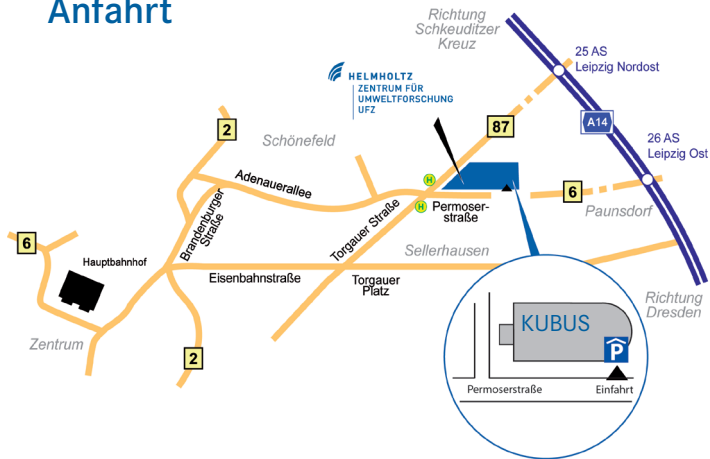 Anfahrt
Richtung
Schkeuditzer
Kreuz
25 AS
Leipzig Nordost
HELMHOLTZ
ZENTRUM FÜR
UMWELTFORSCHUNG
UFZ
A14
2
87
Schönefeld
26 AS
Leipzig Ost
H
Adenauerallee
6
H
Permoser-
straße
Paunsdorf
Brandenburger
Straße
Torgauer Straße
6
Sellerhausen
Hauptbahnhof
Eisenbahnstraße
Torgauer
Platz
Richtung
Dresden
Zentrum
2
KUBUS
P
Permoserstraße
Einfahrt